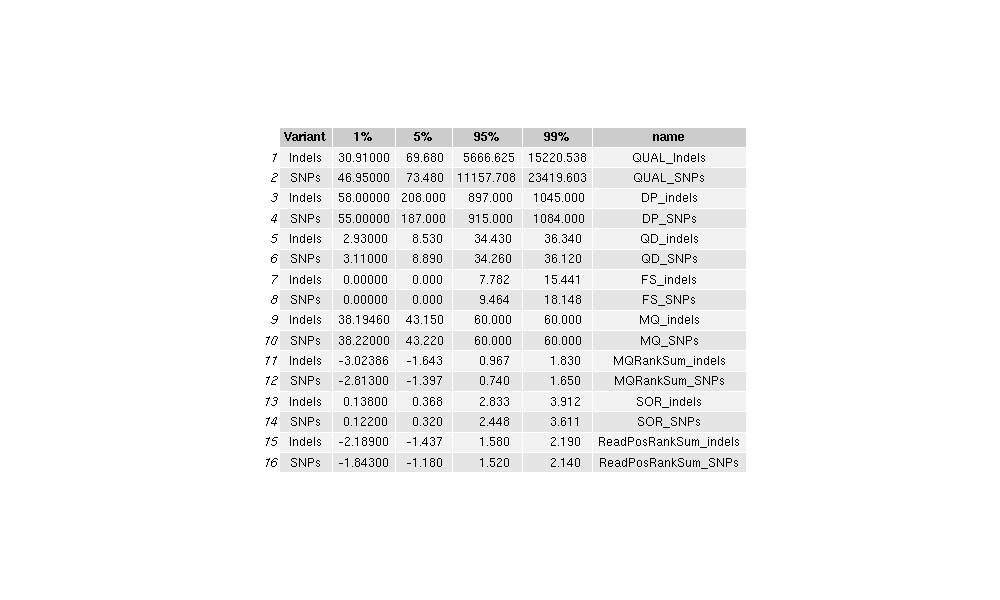 Variant 1% 5% 95% 99% name
1 Indels 30.91000 69.680 5666.625 15220.538 QUAL_Indels
2 SNPs 46.95000 73.480 11157.708 23419.603 QUAL_SNPs
3 Indels 58.00000 208.000 897.000 1045.000 DP_indels
4 SNPs 55.00000 187.000 915.000 1084.000 DP_SNPs
5 Indels 2.93000 8.530 34.430 36.340 QD_indels
6 SNPs 3.11000 8.890 34.260 36.120 QD_SNPs
7 Indels 0.00000 0.000 7.782 15.441 FS_indels
8 SNPs 0.00000 0.000 9.464 18.148 FS_SNPs
9 Indels 38.19460 43.150 60.000 60.000 MQ_indels
10 SNPs 38.22000 43.220 60.000 60.000 MQ_SNPs
11 Indels -3.02386 -1.643 0.967 1.830 MQRankSum_indels
12 SNPs -2.81300 -1.397 0.740 1.650 MQRankSum_SNPs
13 Indels 0.13800 0.368 2.833 3.912 SOR_indels
14 SNPs 0.12200 0.320 2.448 3.611 SOR_SNPs
15 Indels -2.18900 -1.437 1.580 2.190 ReadPosRankSum_indels
16 SNPs -1.84300 -1.180 1.520 2.140 ReadPosRankSum_SNPs